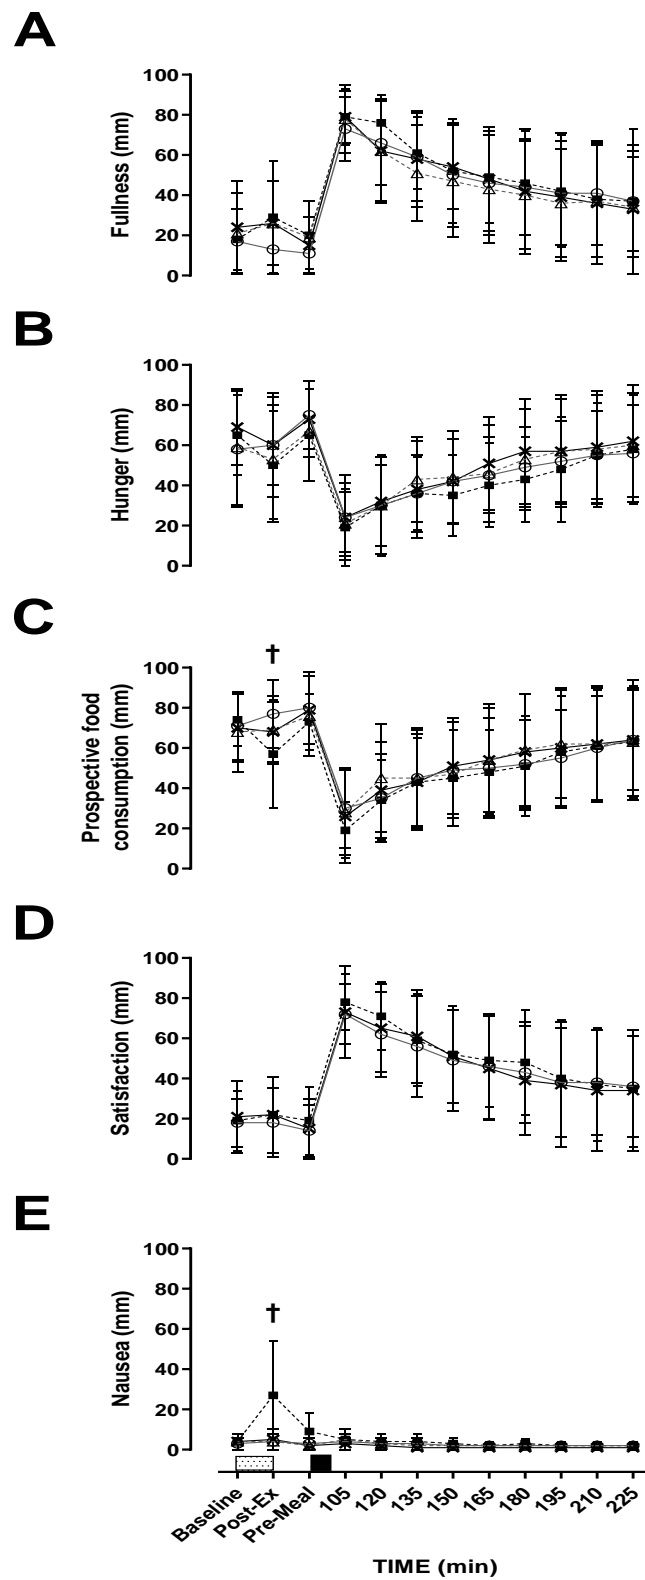 A
Fullness (mm)
100
80
60
40
20
0
B
Hunger (mm)
100
80
60
40
20
0
C
†
Prospective food
consumption (mm)
100
80
60
40
20
0
D
Satisfaction (mm)
100
80
60
40
20
0
E
†
Nausea (mm)
100
80
60
40
20
0
Baseline
Post-Ex
Pre-Meal
105
120
135
150
165
180
195
210
225
TIME (min)